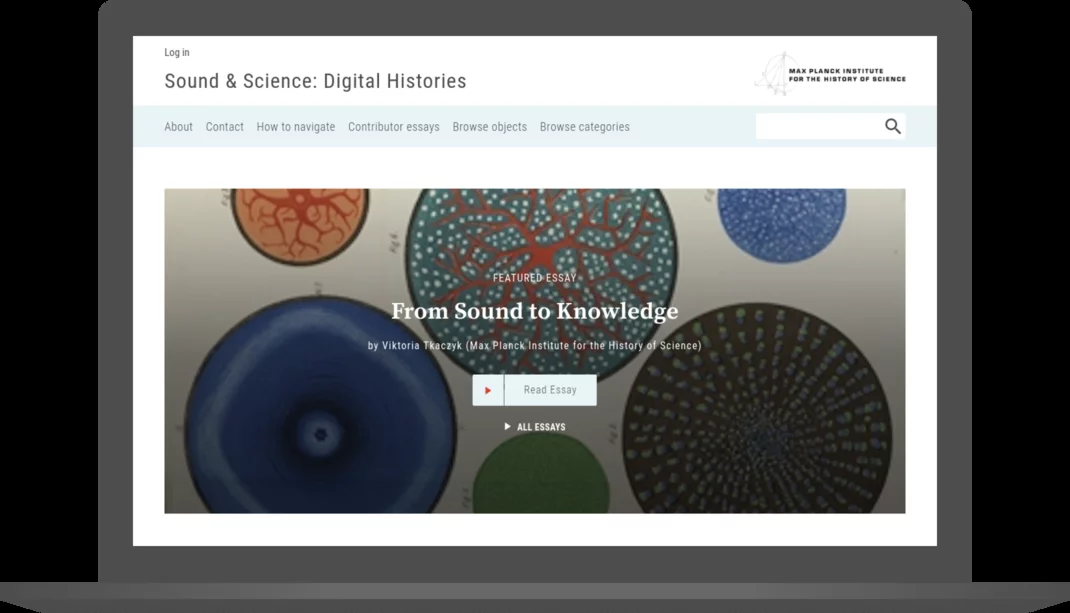 Log in
Sound & Science: Digital Histories
MAX PLANCK INSTITUTE
FOR THE HISTORY OF SCIENCE
About Contact How to navigate Contributor essays Browse objects Browse categories
FEATURED ESSAY
From Sound to Knowledge
by Viktoria Tkaczyk (Max Planck Institute for the History of Science)
Read Essay
ALL ESSAYS